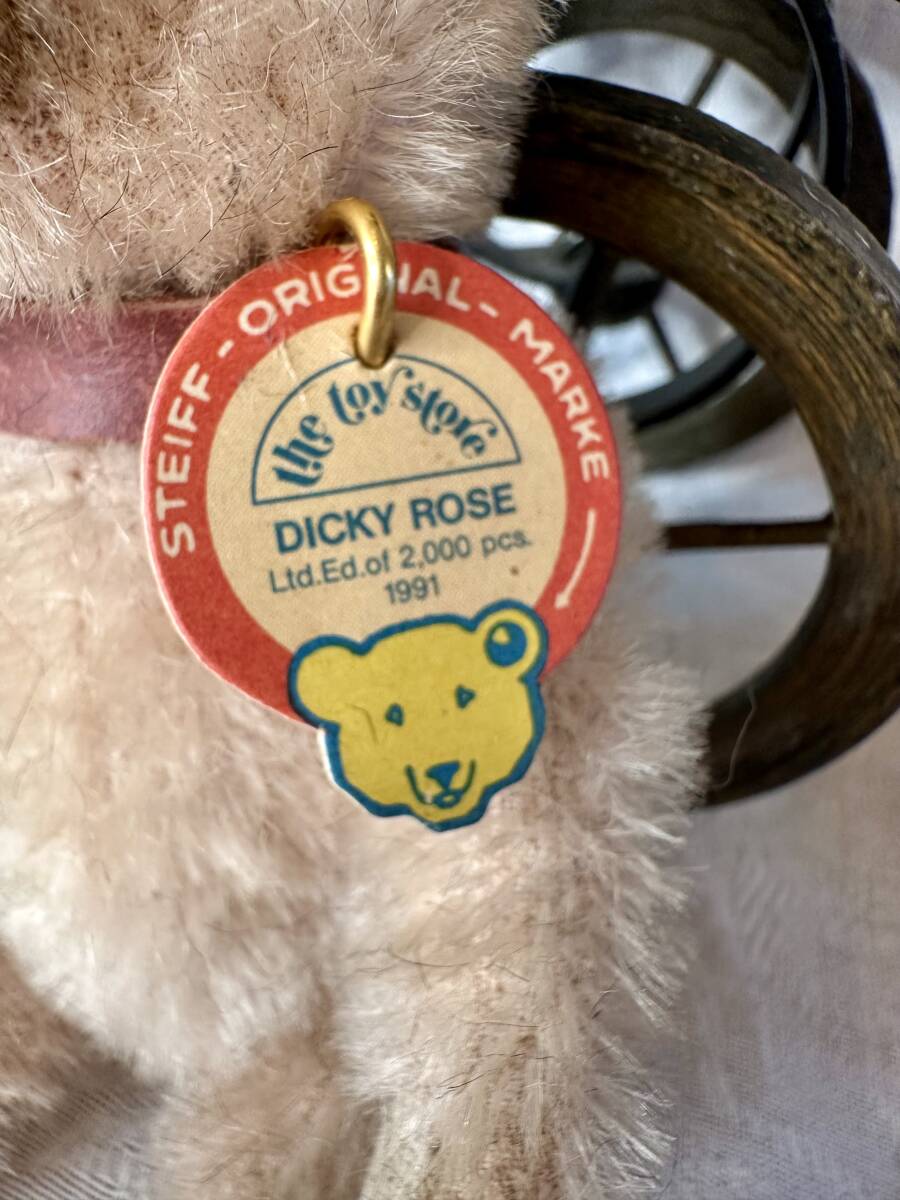 STEIFF - ORIGINAL - MARKE
the toy store
DICKY ROSE
Ltd.Ed.of 2,000 pcs.
1991